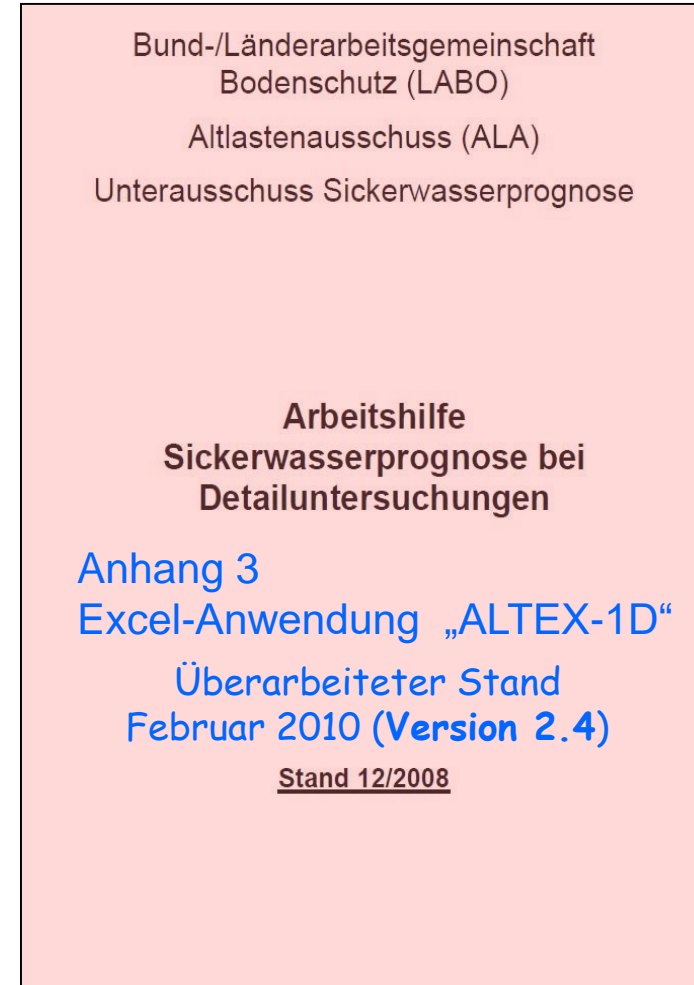 Bund-/Länderarbeitsgemeinschaft
Bodenschutz (LABO)
Altlastenausschuss (ALA)
Unterausschuss Sickerwasserprognose
Arbeitshilfe
Sickerwasserprognose bei
Detailuntersuchungen
Anhang 3
Excel-Anwendung „ALTEX-1D“
Überarbeiteter Stand
Februar 2010 (Version 2.4)
Stand 12/2008